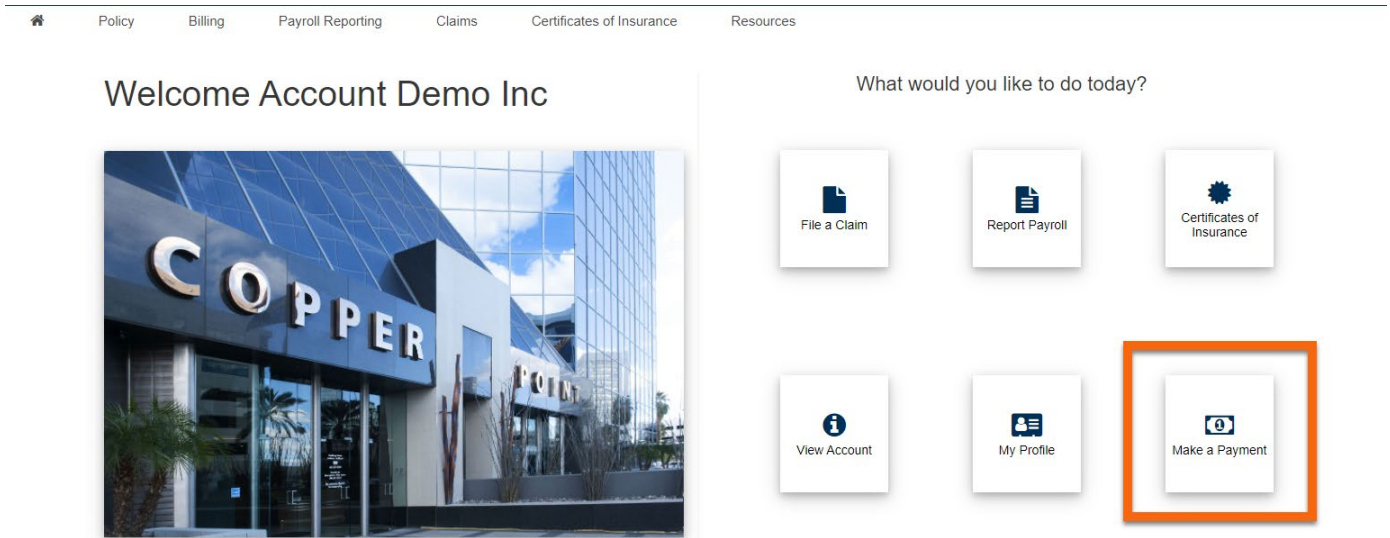 Policy Billing Payroll Reporting Claims Certificates of Insurance Resources
Welcome Account Demo Inc
What would you like to do today?
COPPER
POINT
File a Claim
Report Payroll
Certificates of
Insurance
View Account
My Profile
Make a Payment